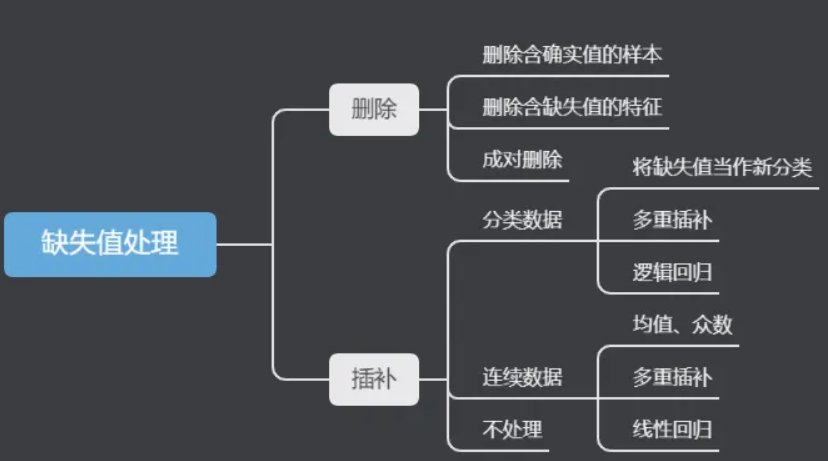 缺失值处理
删除
删除含确实值的样本
删除含缺失值的特征
成对删除
插补
分类数据
将缺失值当作新分类
多重插补
逻辑回归
连续数据
均值、众数
多重插补
线性回归
不处理